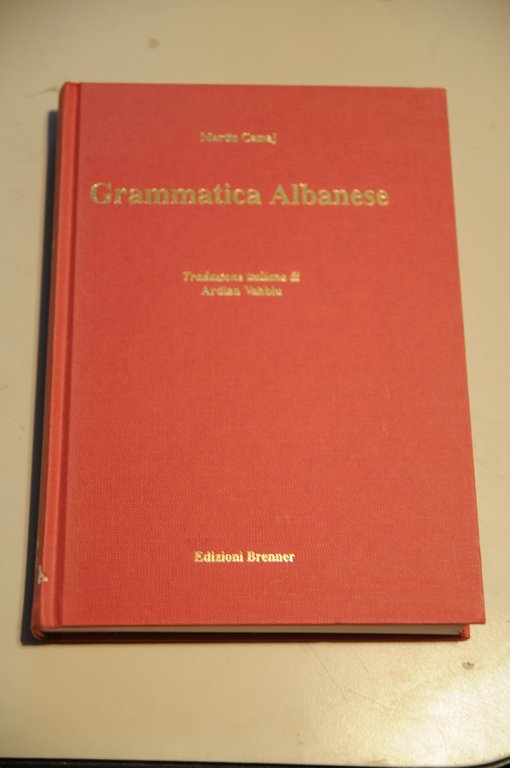 Martin Camaj
Grammatica Albanese
Traduzione italiana di
Ardian Vehbiu
Edizioni Brenner